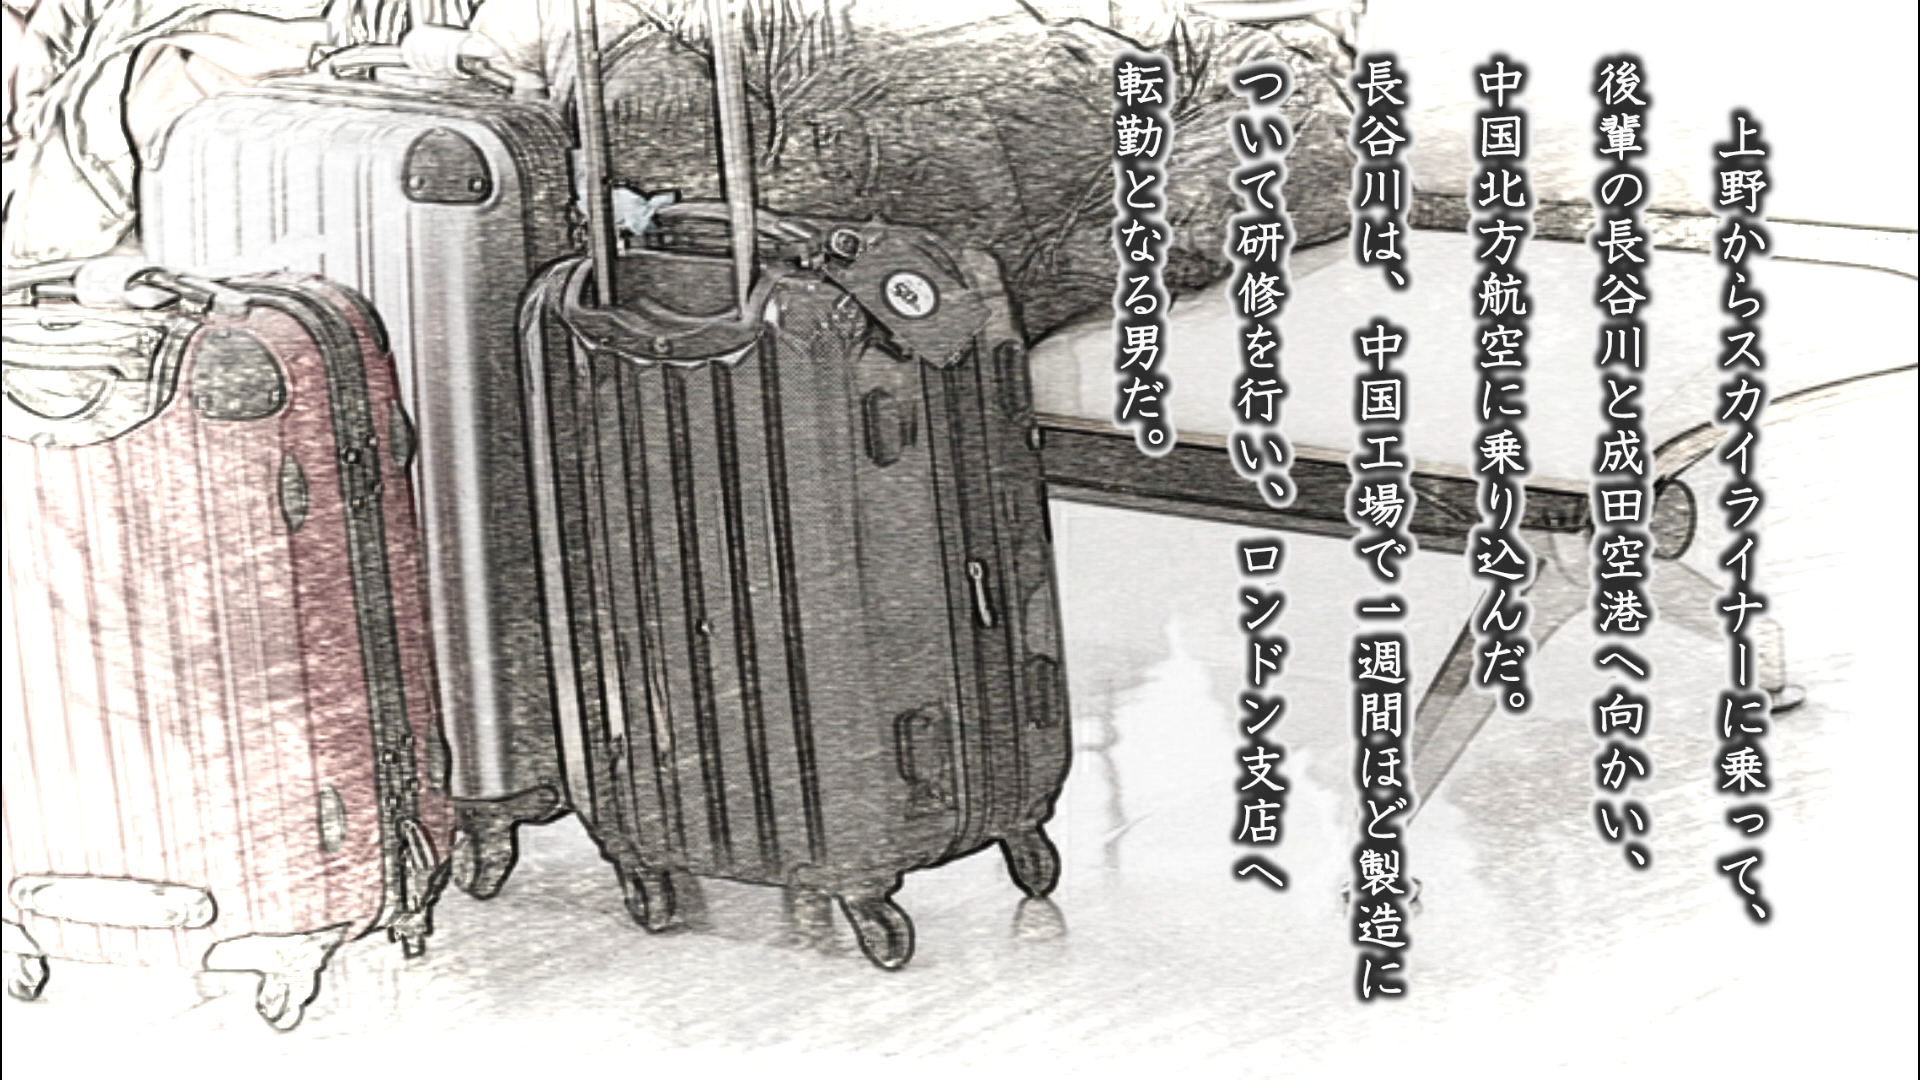 上野からスカイライナーに乗って、
後輩の長谷川と成田空港へ向かい、
中国北方航空に乗り込んだ。
長谷川は、中国工場で一週間ほど製造に
ついて研修を行い、ロンドン支店へ
転勤となる男だ。